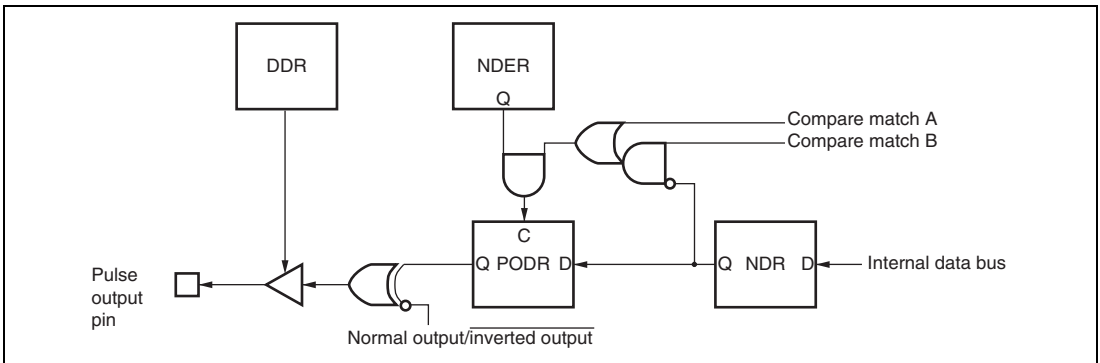 DDR
NDER
Q
Compare match A
Compare match B
C
Q PODR D
Q NDR D
Internal data bus
Pulse
output
pin
Normal output/inverted output